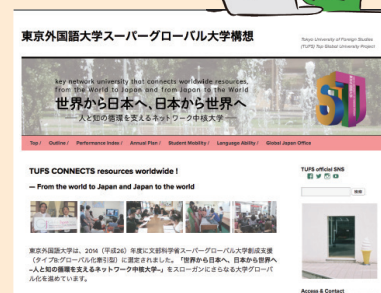 東京外国語大学スーパーグローバル大学構想
Tokyo University of Foreign Studies
(TUFS) Top Global University Project
key network university that connects worldwide resources,
from the World to Japan and from Japan to the World
世界から日本へ、日本から世界へ
—人と知の循環を支えるネットワーク中核大学—
Top / Outline / Performance Index / Annual Plan / Student Mobility / Language Ability / Global Japan Office
TUFS CONNECTS resources worldwide !
— From the world to Japan and Japan to the world
東京外国語大学は、2014（平成26）年度に文部科学省スーパーグローバル大学創成支援
（タイプB:グローバル化牽引型）に選定されました。「世界から日本へ、日本から世界へ
-人と知の循環を支えるネットワーク中核大学-」をスローガンにさらなる大学グローバ
ル化を進めています。
TUFS official SNS
検索
Access & Contact